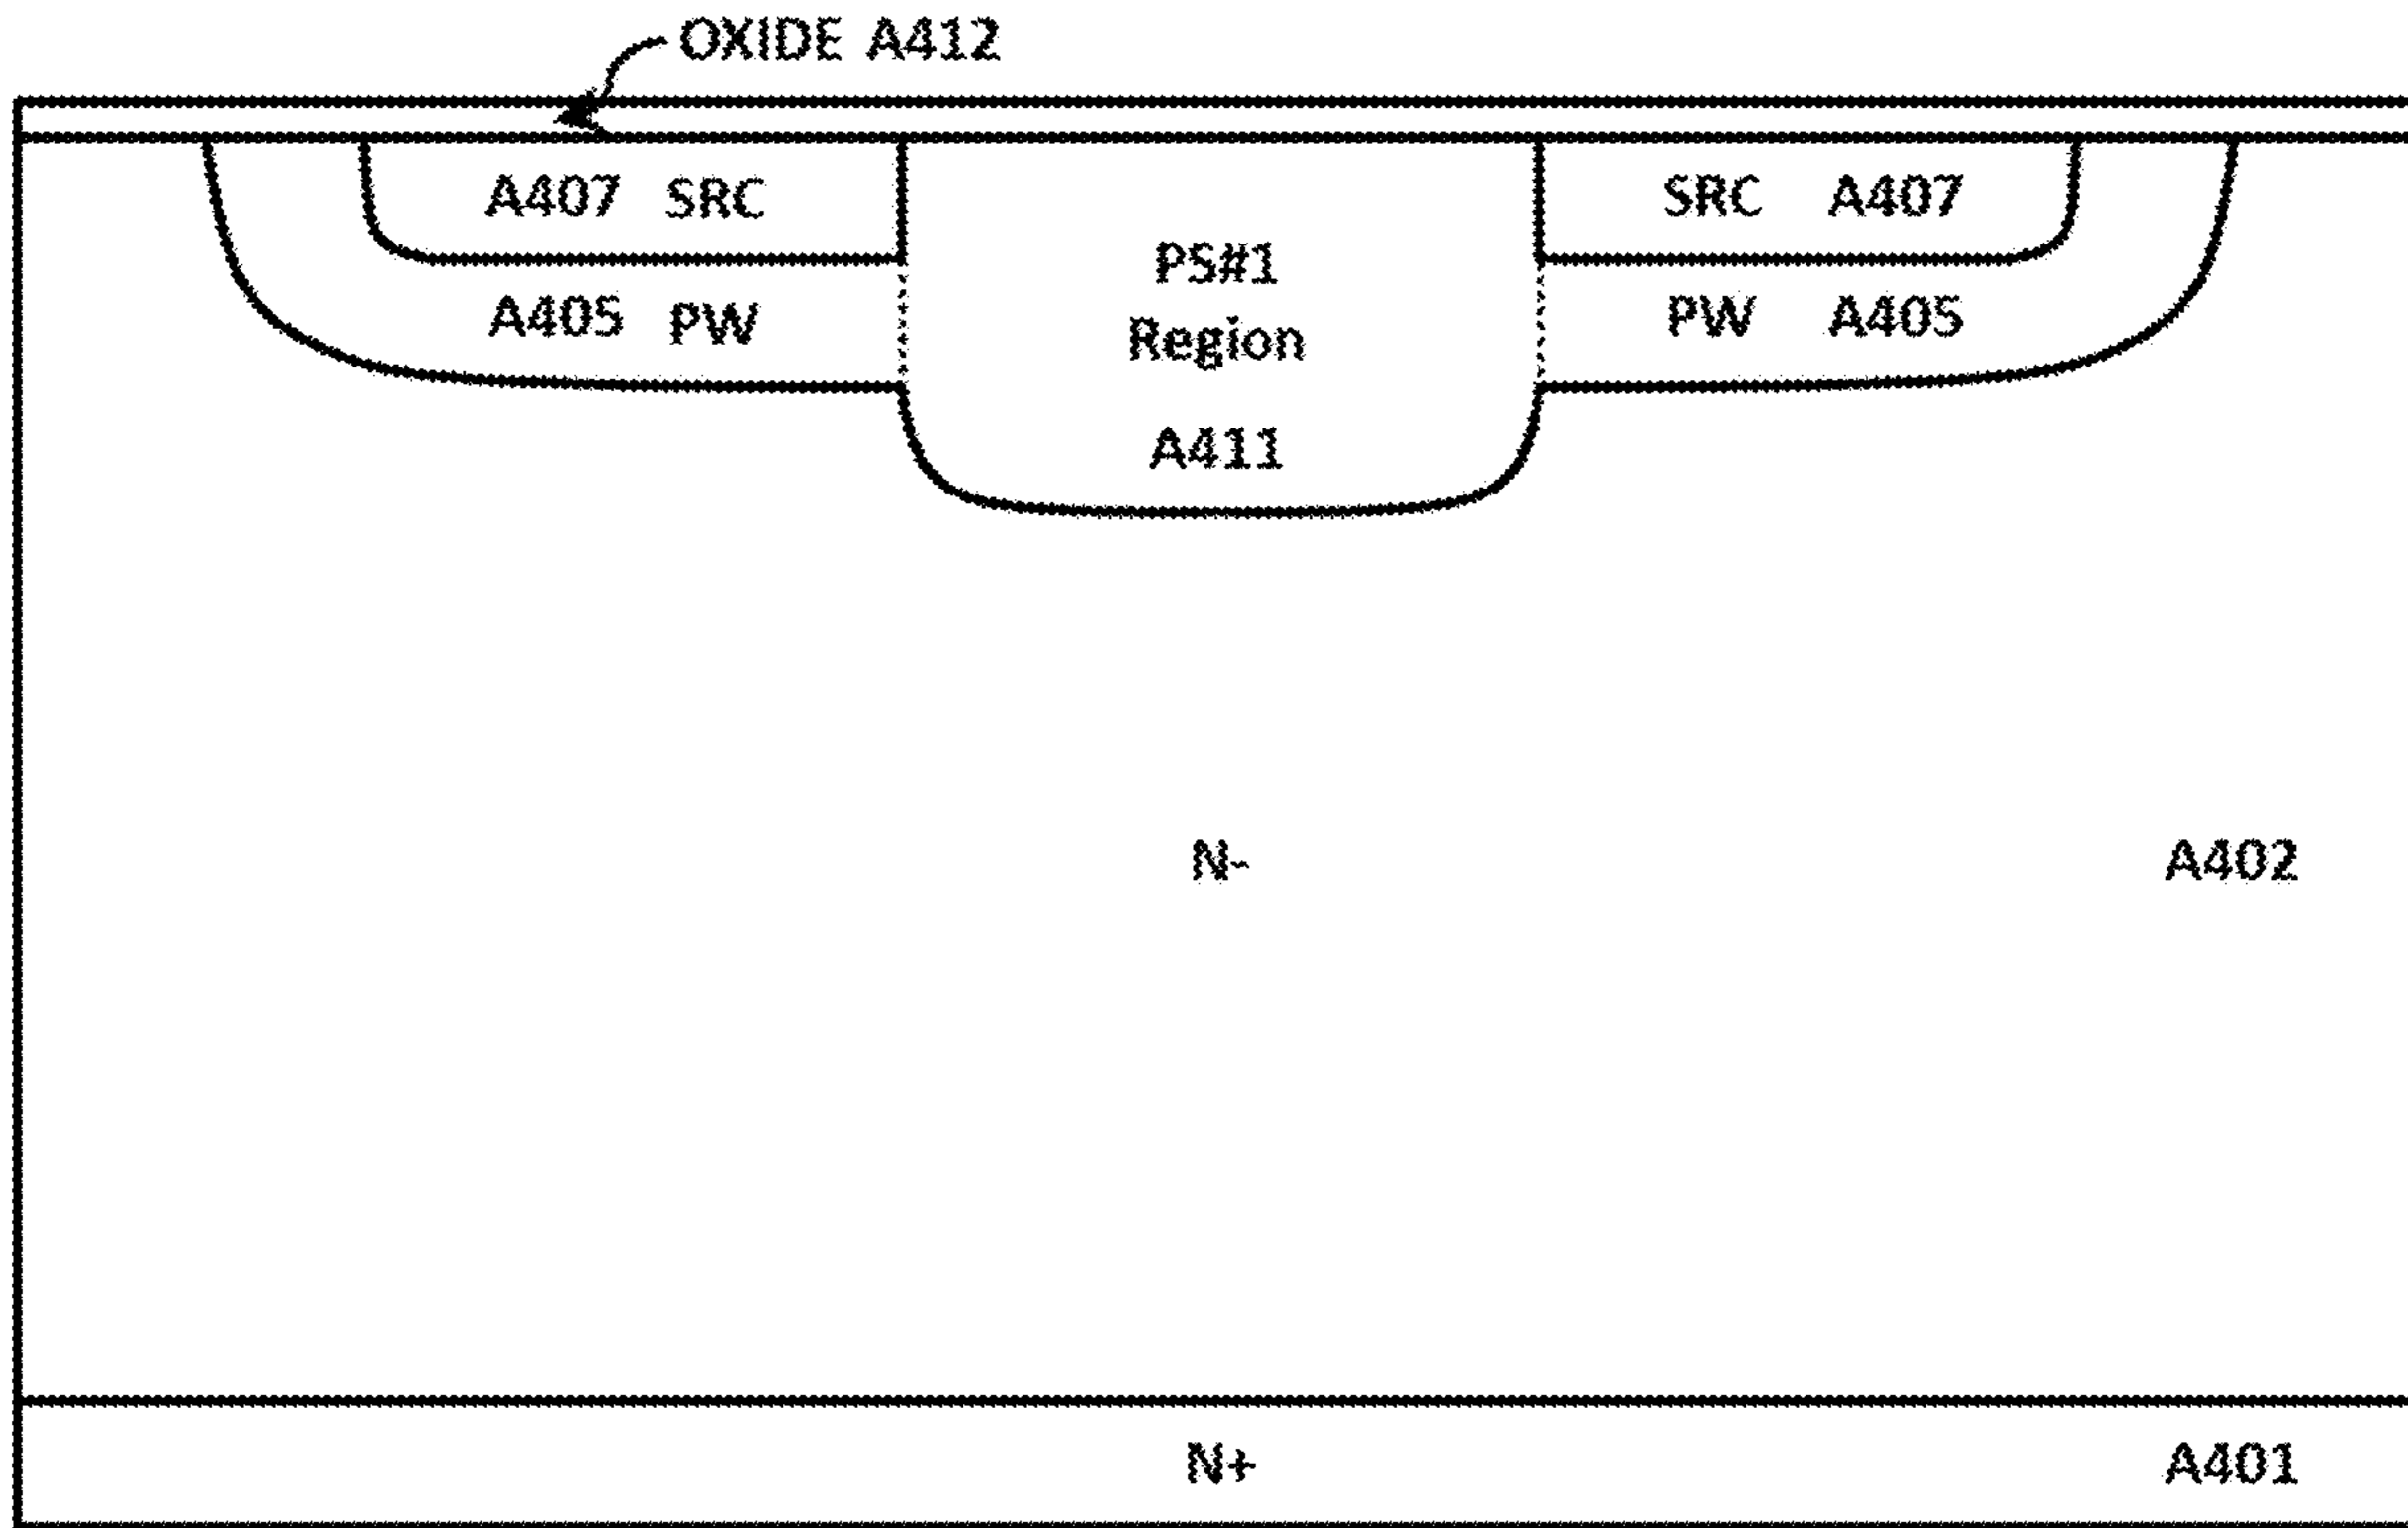 OXIDE A412
A407 SRC
SRC A407
PS#1
Region
A411
A405 PW
PW A405
N- A402
N+ A401